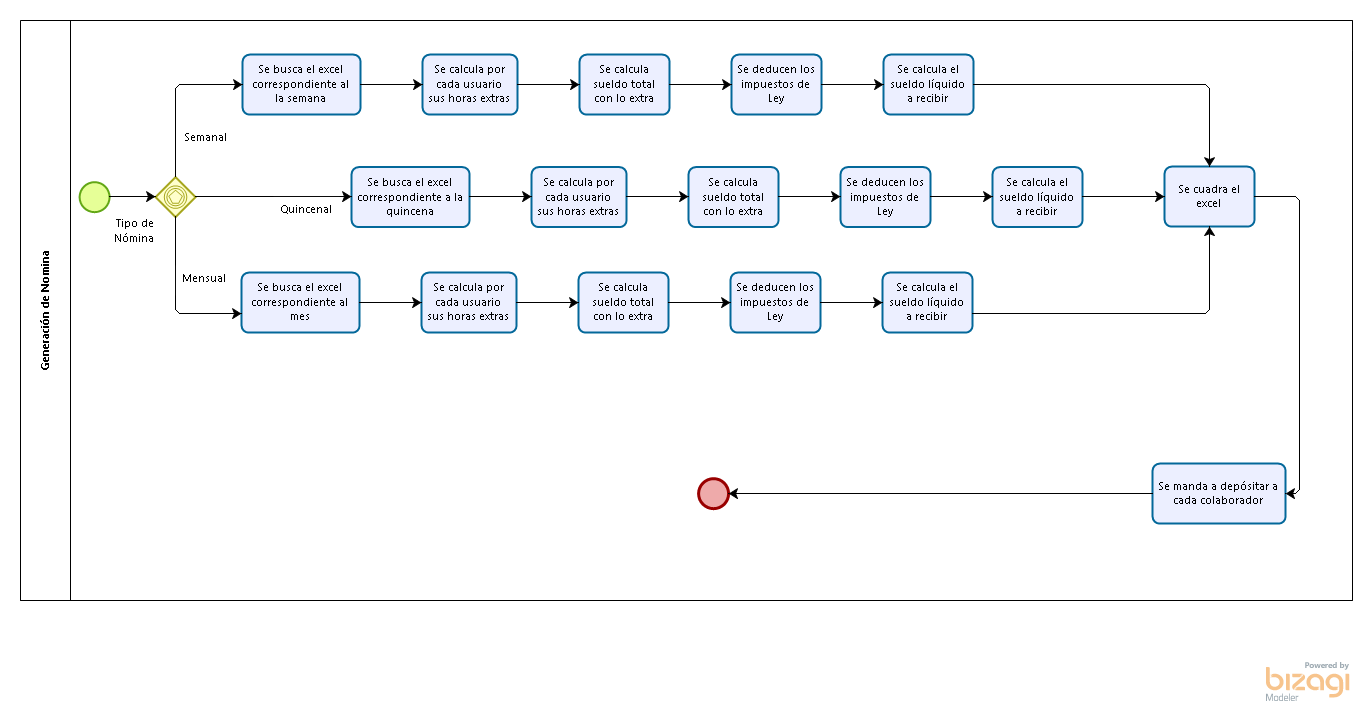 Generación de Nomina
Se busca el excel
correspondiente al
la semana
Se calcula por
cada usuario
sus horas extras
Se calcula
sueldo total
con lo extra
Se deducen los
impuestos de
Ley
Se calcula el
sueldo líquido
a recibir
Semanal
Tipo de
Nómina
Quincenal
Se busca el excel
correspondiente a la
quincena
Se calcula por
cada usuario
sus horas extras
Se calcula
sueldo total
con lo extra
Se deducen los
impuestos de
Ley
Se calcula el
sueldo líquido
a recibir
Se cuadra el
excel
Mensual
Se busca el excel
correspondiente al
mes
Se calcula por
cada usuario
sus horas extras
Se calcula
sueldo total
con lo extra
Se deducen los
impuestos de
Ley
Se calcula el
sueldo líquido
a recibir
Se manda a depósitar a
cada colaborador
Powered by
bizagi
Modeler